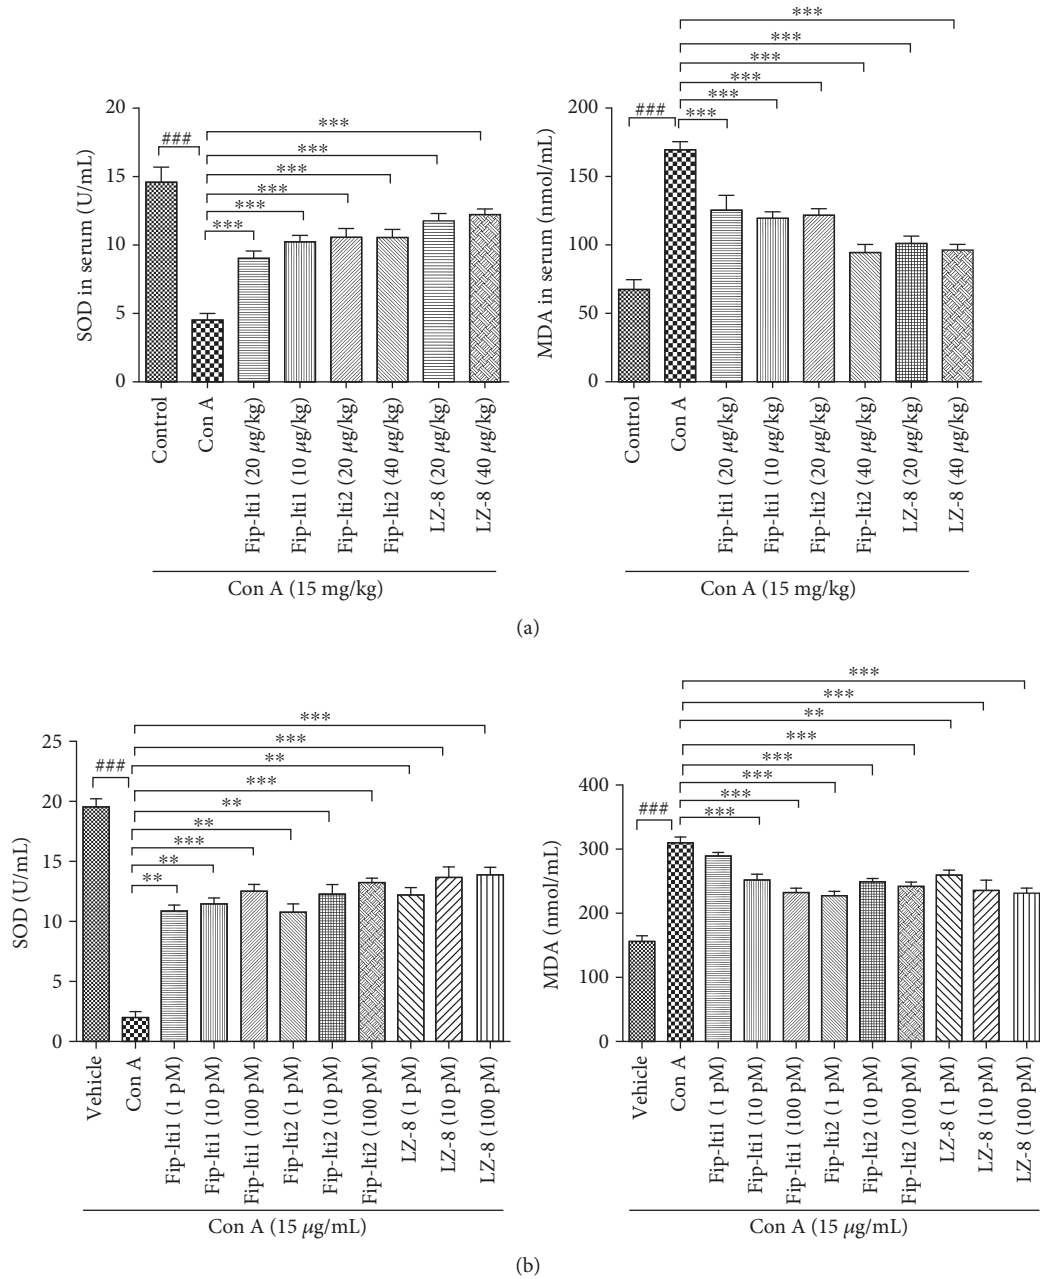 ***
***
***
***
***
***
###
***
***
***
***
***
***
###
20
15
10
5
0
SOD in serum (U/mL)
Control
Con A
Fip-lti1 (20 μg/kg)
Fip-lti1 (10 μg/kg)
Fip-lti2 (20 μg/kg)
Fip-lti2 (40 μg/kg)
LZ-8 (20 μg/kg)
LZ-8 (40 μg/kg)
Con A (15 mg/kg)
200
150
100
50
0
MDA in serum (nmol/mL)
Control
Con A
Fip-lti1 (20 μg/kg)
Fip-lti1 (10 μg/kg)
Fip-lti2 (20 μg/kg)
Fip-lti2 (40 μg/kg)
LZ-8 (20 μg/kg)
LZ-8 (40 μg/kg)
Con A (15 mg/kg)
(a)
***
***
**
***
**
**
***
**
**
###
25
20
15
10
5
0
SOD (U/mL)
Vehicle
Con A
Fip-lti1 (1 pM)
Fip-lti1 (10 pM)
Fip-lti1 (100 pM)
Fip-lti2 (1 pM)
Fip-lti2 (10 pM)
Fip-lti2 (100 pM)
LZ-8 (1 pM)
LZ-8 (10 pM)
LZ-8 (100 pM)
Con A (15 μg/mL)
***
***
**
***
***
***
***
***
###
400
300
200
100
0
MDA (nmol/mL)
Vehicle
Con A
Fip-lti1 (1 pM)
Fip-lti1 (10 pM)
Fip-lti1 (100 pM)
Fip-lti2 (1 pM)
Fip-lti2 (10 pM)
Fip-lti2 (100 pM)
LZ-8 (1 pM)
LZ-8 (10 pM)
LZ-8 (100 pM)
Con A (15 μg/mL)
(b)